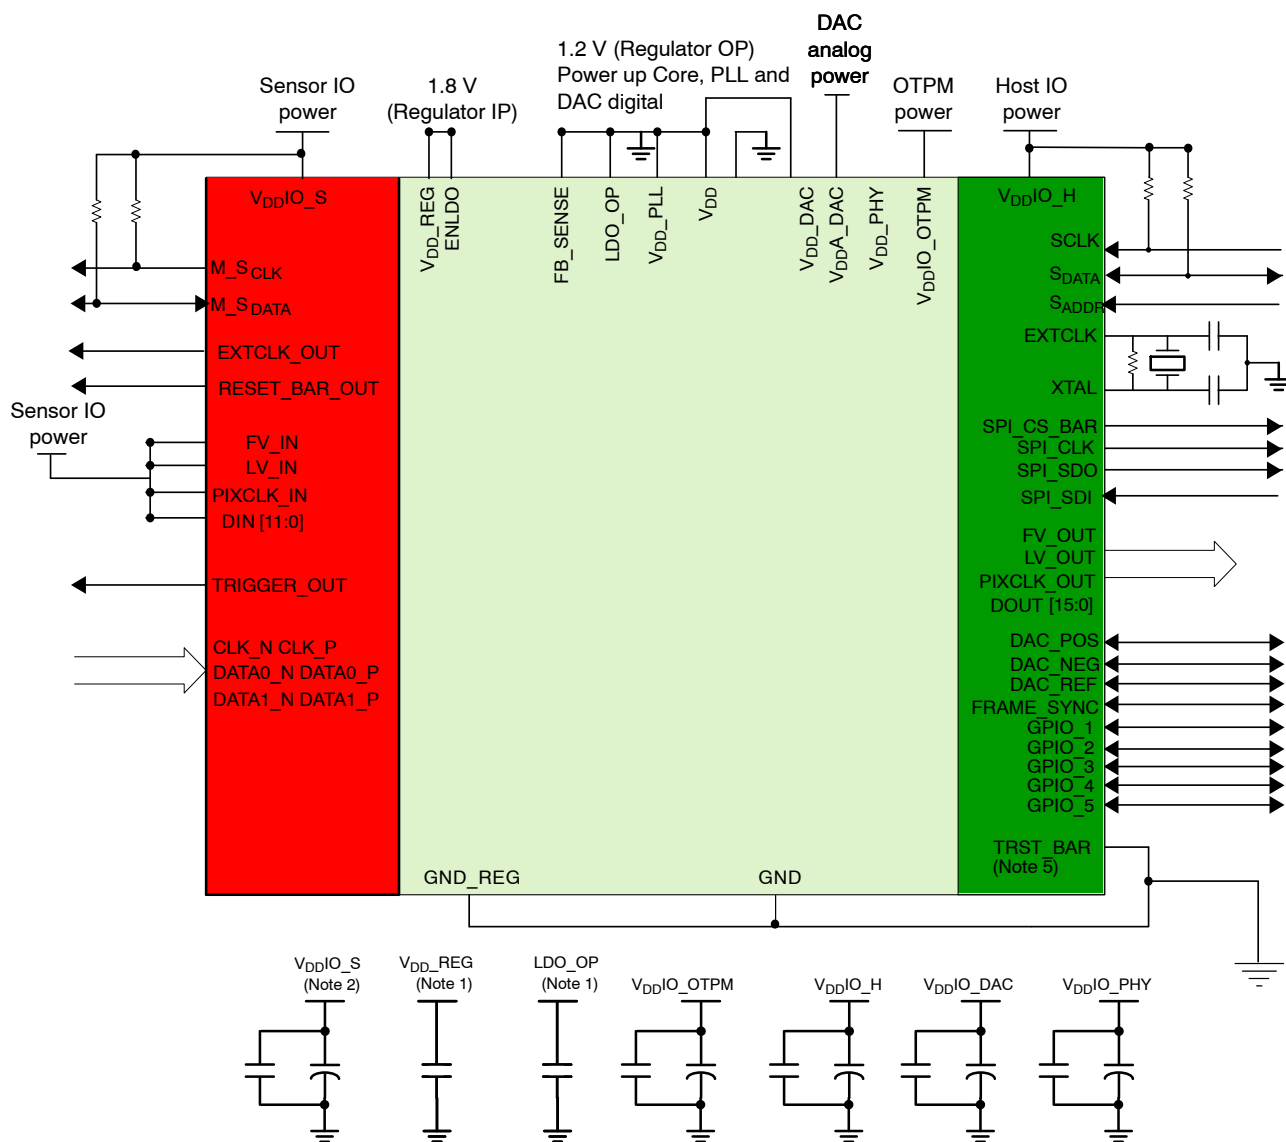 DAC
analog
power
1.2 V (Regulator OP)
Power up Core, PLL and
DAC digital
Sensor IO
power
1.8 V
(Regulator IP)
OTPM
power
Host IO
power
VDDIO_S
VDD_REG
ENLDO
FB_SENSE
LDO_OP
VDD_PLL
VDD
VDD_DAC
VDDA_DAC
VDD_PHY
VDDIO_OTPM
VDDIO_H
M_SCLK
M_SDATA
EXTCLK_OUT
RESET_BAR_OUT
Sensor IO
power
FV_IN
LV_IN
PIXCLK_IN
DIN [11:0]
TRIGGER_OUT
CLK_N CLK_P
DATA0_N DATA0_P
DATA1_N DATA1_P
SCLK
SDATA
SADDR
EXTCLK
XTAL
SPI_CS_BAR
SPI_CLK
SPI_SDO
SPI_SDI
FV_OUT
LV_OUT
PIXCLK_OUT
DOUT [15:0]
DAC_POS
DAC_NEG
DAC_REF
FRAME_SYNC
GPIO_1
GPIO_2
GPIO_3
GPIO_4
GPIO_5
TRST_BAR
(Note 5)
GND_REG
GND
VDDIO_S
(Note 2)
VDD_REG
(Note 1)
LDO_OP
(Note 1)
VDDIO_OTPM
VDDIO_H
VDDIO_DAC
VDDIO_PHY